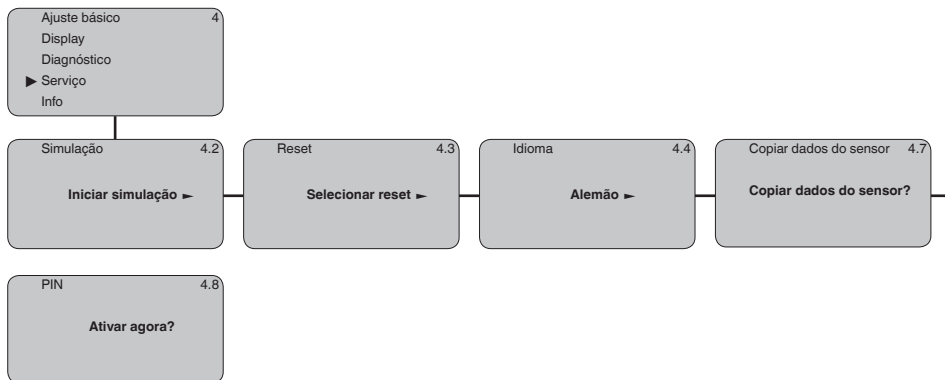 Ajuste básico 4
Display
Diagnóstico
▶ Serviço
Info
Simulação 4.2
Iniciar simulação ►
Reset 4.3
Selecionar reset ►
Idioma 4.4
Alemão ►
Copiar dados do sensor 4.7
Copiar dados do sensor?
PIN 4.8
Ativar agora?